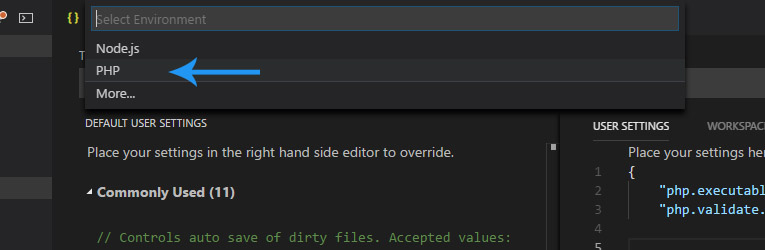 {}
Select Environment
Node.js
PHP
More...
DEFAULT USER SETTINGS
Place your settings in the right hand side editor to override.
Commonly Used (11)
// Controls auto save of dirty files. Accepted values:
USER SETTINGS WORKSPAC
Place your settings her
1 {
2 "php.executabl
3 "php.validate.
4
5